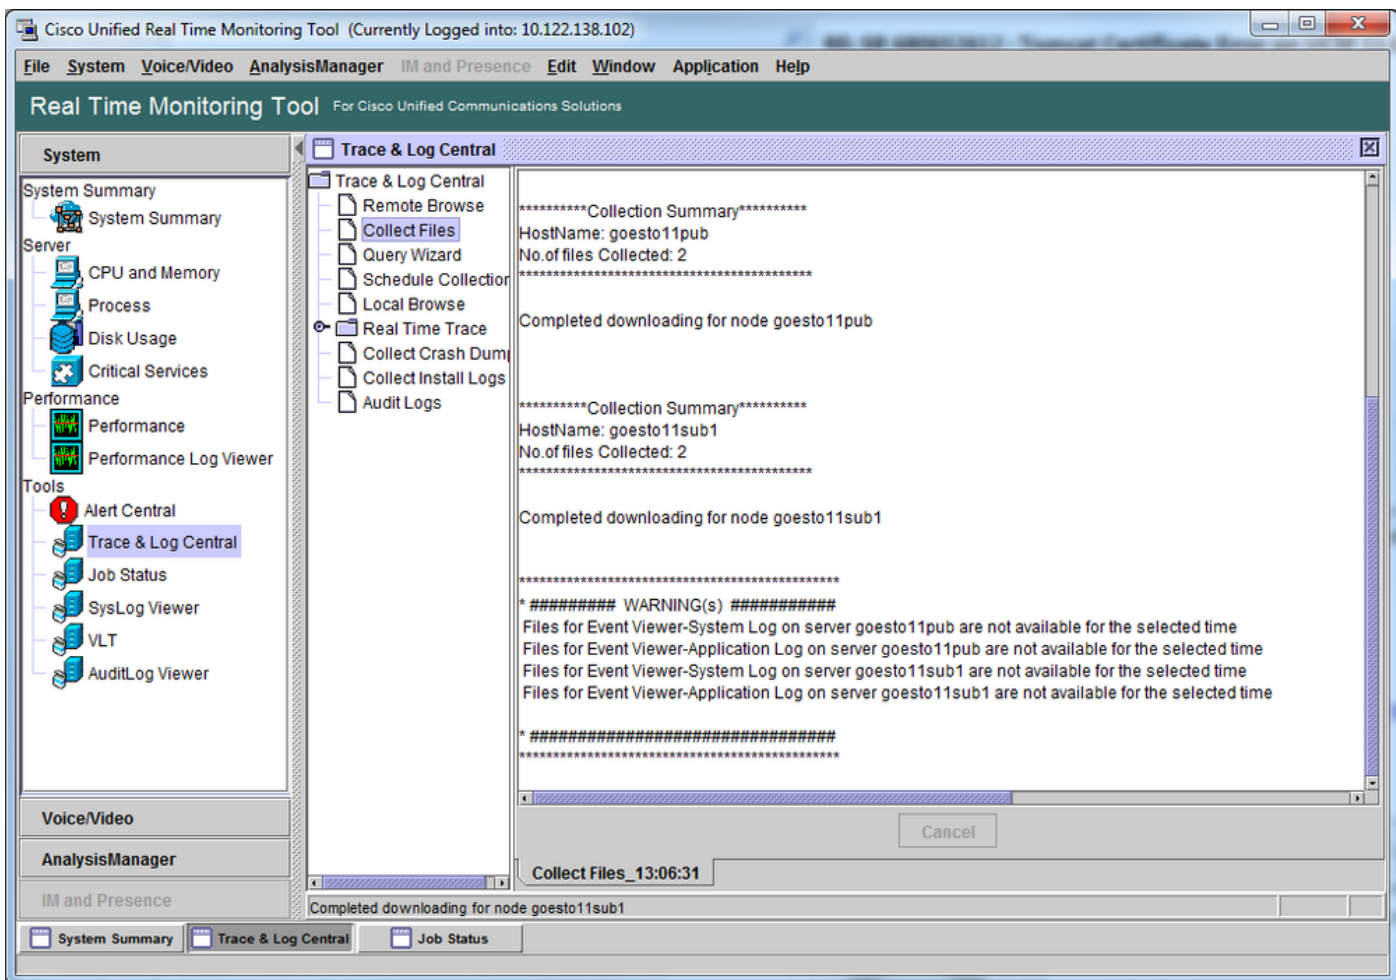 Cisco Unified Real Time Monitoring Tool (Currently Logged into: 10.122.138.102)
File System Voice/Video AnalysisManager IM and Presence Edit Window Application Help
Real Time Monitoring Tool For Cisco Unified Communications Solutions
System
System Summary
System Summary
Server
CPU and Memory
Process
Disk Usage
Critical Services
Performance
Performance
Performance Log Viewer
Tools
Alert Central
Trace & Log Central
Job Status
SysLog Viewer
VLT
AuditLog Viewer
Voice/Video
AnalysisManager
IM and Presence
Trace & Log Central
Trace & Log Central
Remote Browse
Collect Files
Query Wizard
Schedule Collection
Local Browse
Real Time Trace
Collect Crash Dum
Collect Install Logs
Audit Logs
**********Collection Summary**********
HostName: goesto11pub
No.of files Collected: 2
*******************************************
Completed downloading for node goesto11pub
**********Collection Summary**********
HostName: goesto11sub1
No.of files Collected: 2
*******************************************
Completed downloading for node goesto11sub1
***********************************************
* ######### WARNING(s) ###########
Files for Event Viewer-System Log on server goesto11pub are not available for the selected time
Files for Event Viewer-Application Log on server goesto11pub are not available for the selected time
Files for Event Viewer-System Log on server goesto11sub1 are not available for the selected time
Files for Event Viewer-Application Log on server goesto11sub1 are not available for the selected time
* ################################
***********************************************
Cancel
Collect Files_13:06:31
Completed downloading for node goesto11sub1
System Summary Trace & Log Central Job Status